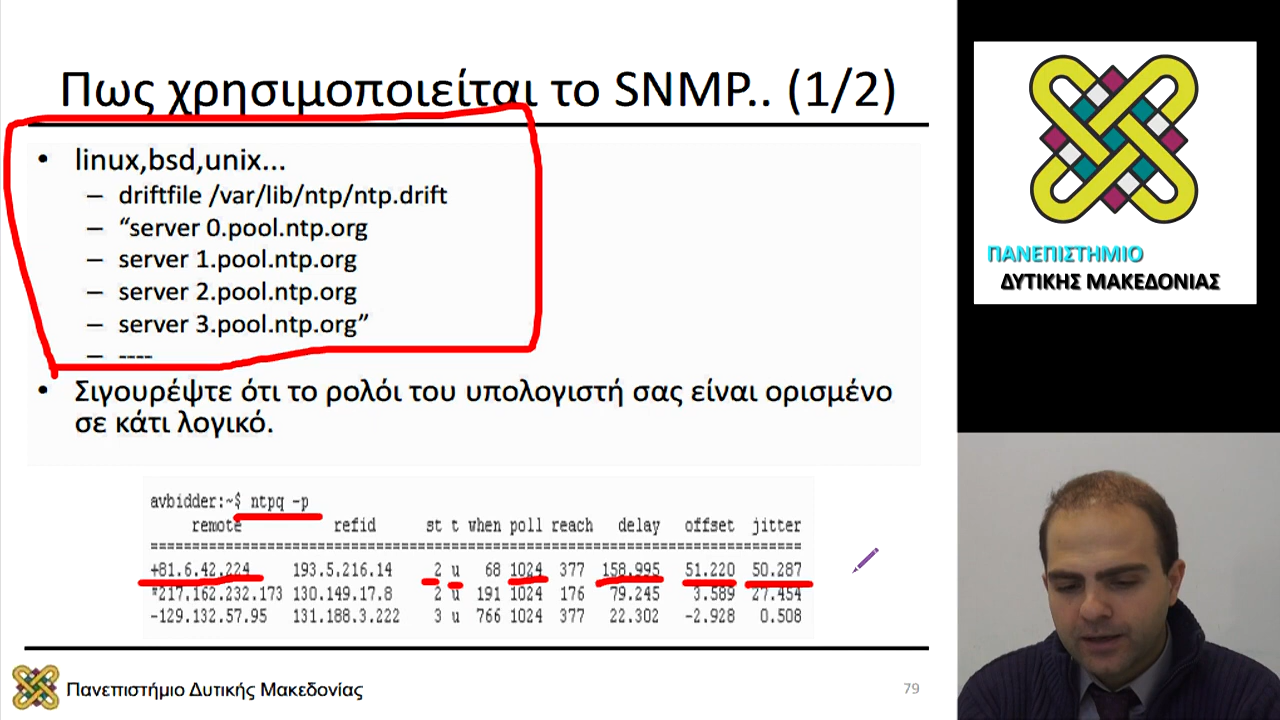 Πως χρησιμοποιείται το SNMP.. (1/2)
• linux,bsd,unix...
– driftfile /var/lib/ntp/ntp.drift
– “server 0.pool.ntp.org
– server 1.pool.ntp.org
– server 2.pool.ntp.org
– server 3.pool.ntp.org”
– ----
• Σιγουρέψτε ότι το ρολόι του υπολογιστή σας είναι ορισμένο
σε κάτι λογικό.
avbidder:~$ ntpq -p
remote refid st t when poll reach delay offset jitter
==============================================================================
+81.6.42.224 193.5.216.14 2 u 68 1024 377 158.995 51.220 50.287
*217.162.232.173 130.149.17.8 2 u 191 1024 176 79.245 3.589 27.454
-129.132.57.95 131.188.3.222 3 u 766 1024 377 22.302 -2.928 0.508
Πανεπιστήμιο Δυτικής Μακεδονίας
79
ΠΑΝΕΠΙΣΤΗΜΙΟ
ΔΥΤΙΚΗΣ ΜΑΚΕΔΟΝΙΑΣ